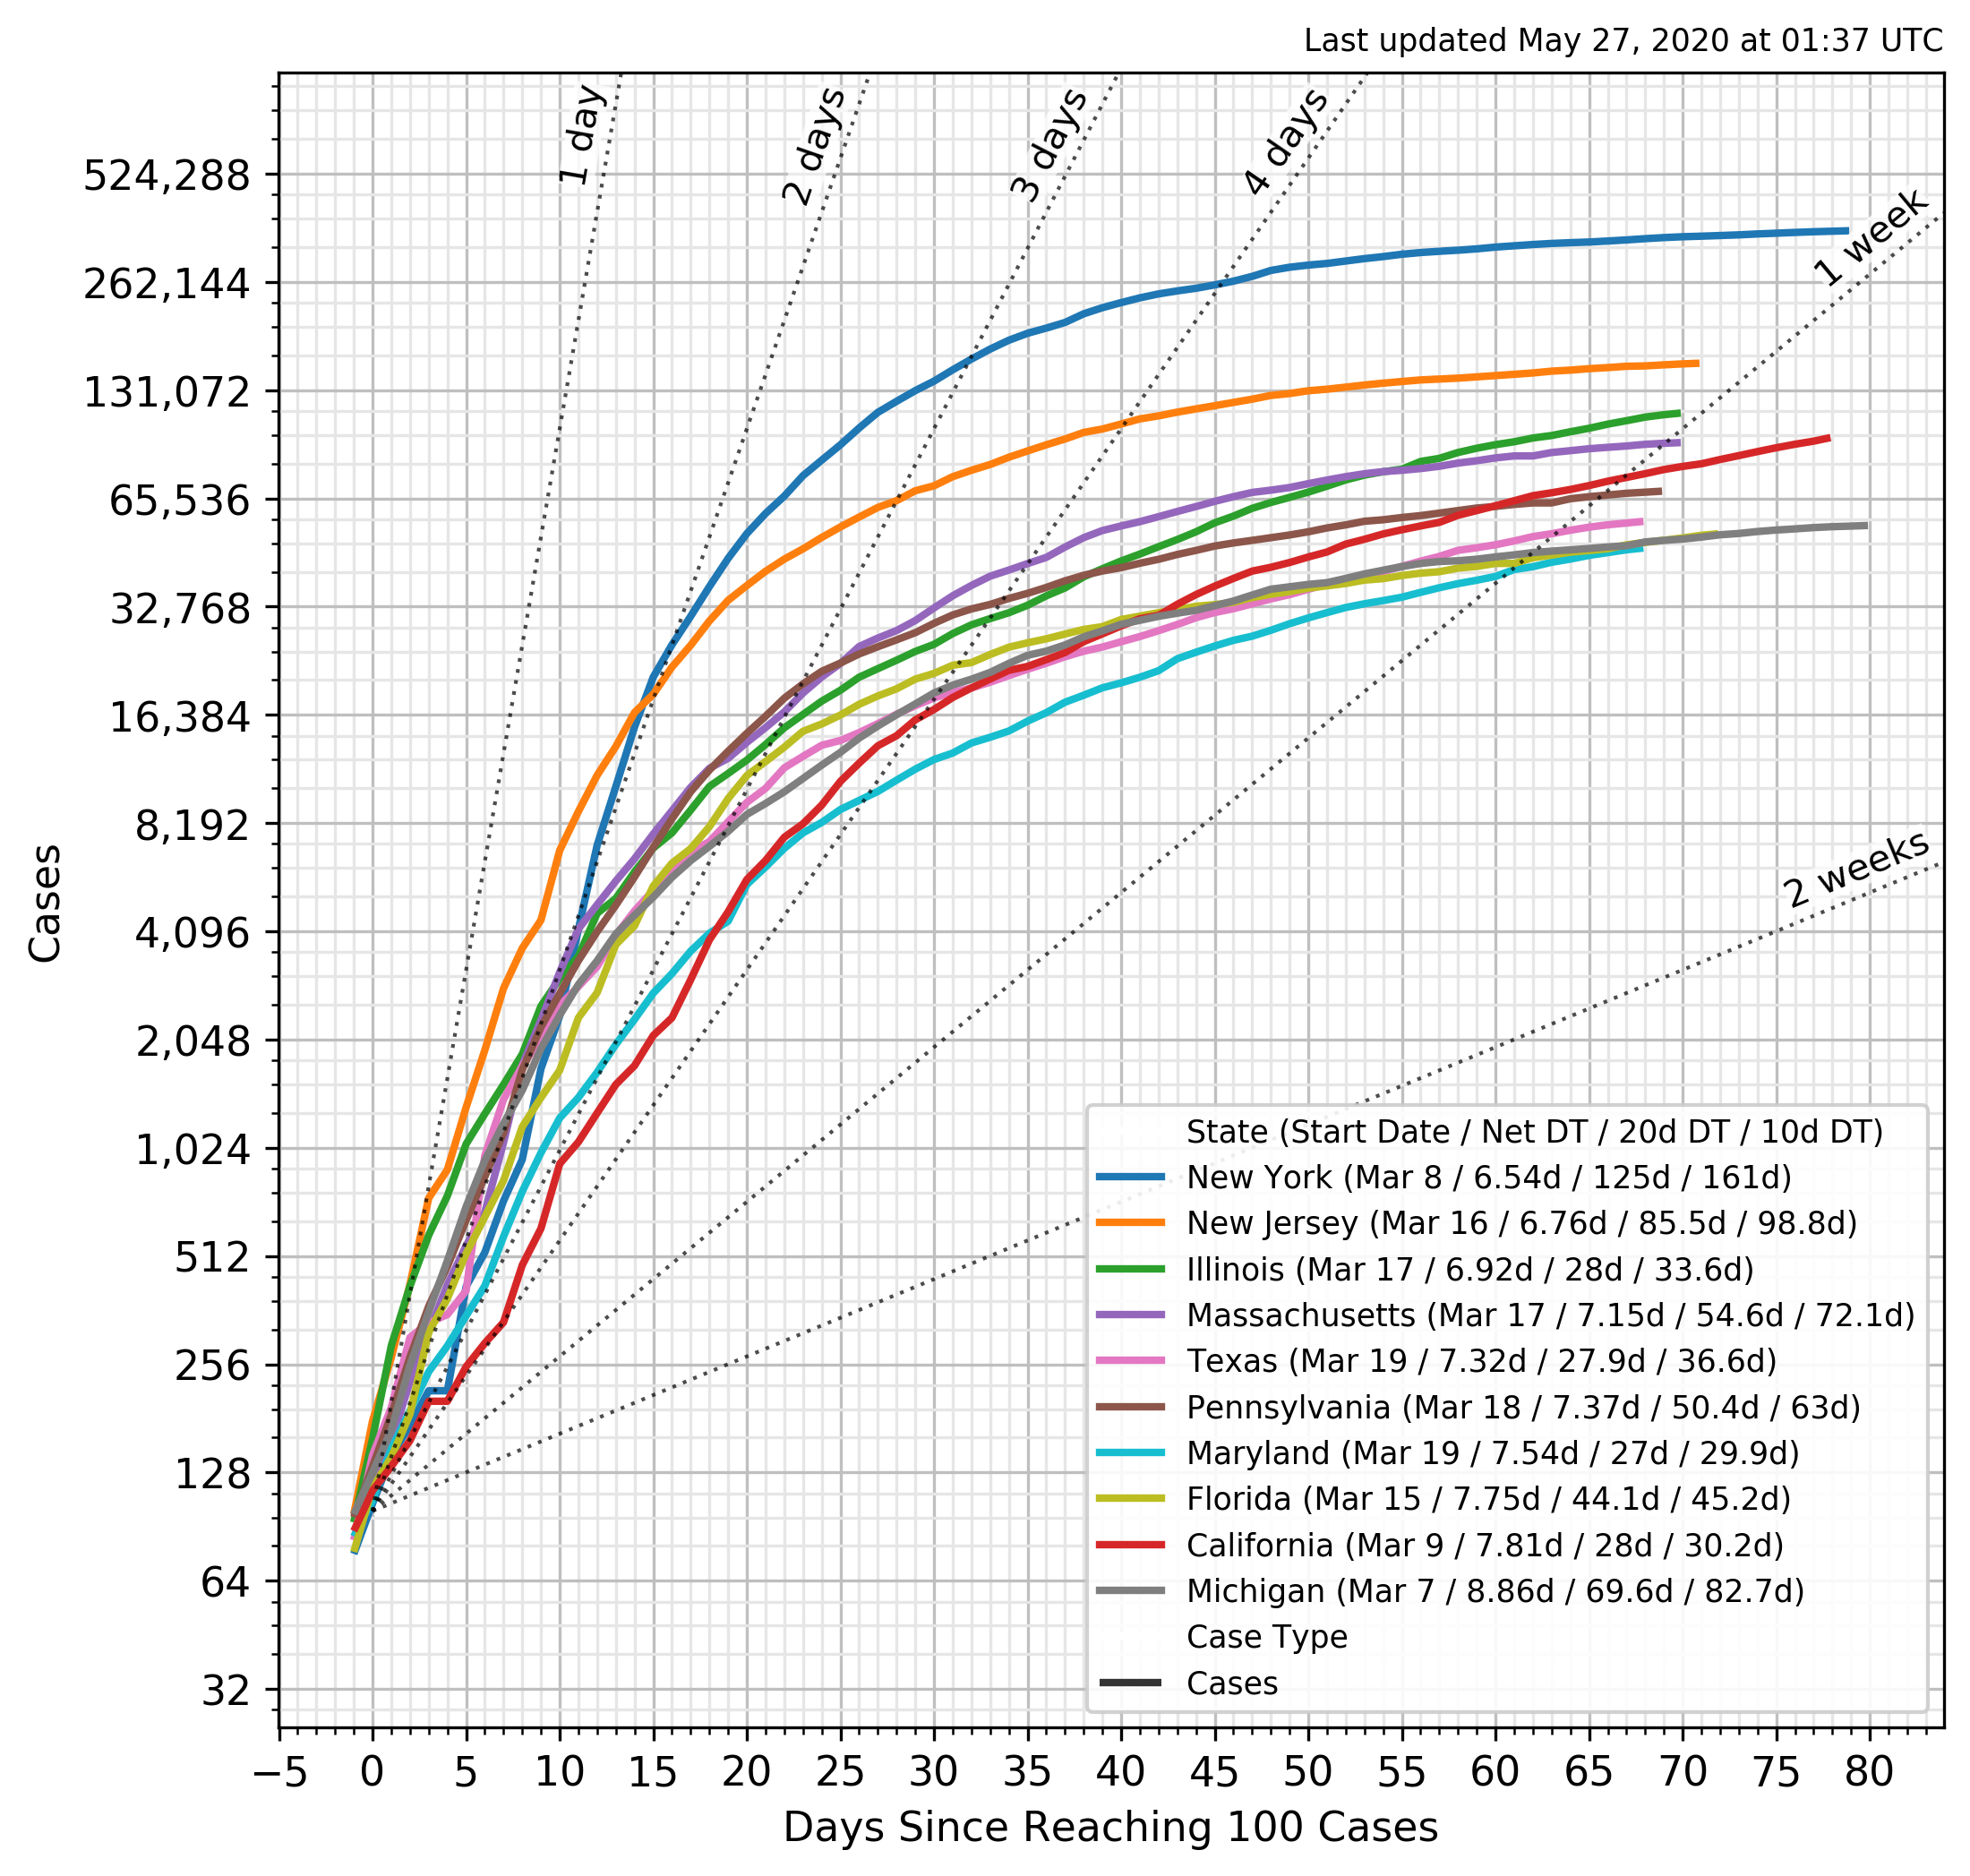 Last updated May 27, 2020 at 01:37 UTC
1 day
2 days
3 days
4 days
1 week
2 weeks
524,288
262,144
131,072
65,536
32,768
16,384
8,192
4,096
2,048
1,024
512
256
128
64
32
Cases
State (Start Date / Net DT / 20d DT / 10d DT)
New York (Mar 8 / 6.54d / 125d / 161d)
New Jersey (Mar 16 / 6.76d / 85.5d / 98.8d)
Illinois (Mar 17 / 6.92d / 28d / 33.6d)
Massachusetts (Mar 17 / 7.15d / 54.6d / 72.1d)
Texas (Mar 19 / 7.32d / 27.9d / 36.6d)
Pennsylvania (Mar 18 / 7.37d / 50.4d / 63d)
Maryland (Mar 19 / 7.54d / 27d / 29.9d)
Florida (Mar 15 / 7.75d / 44.1d / 45.2d)
California (Mar 9 / 7.81d / 28d / 30.2d)
Michigan (Mar 7 / 8.86d / 69.6d / 82.7d)
Case Type
Cases
−5 0 5 10 15 20 25 30 35 40 45 50 55 60 65 70 75 80
Days Since Reaching 100 Cases